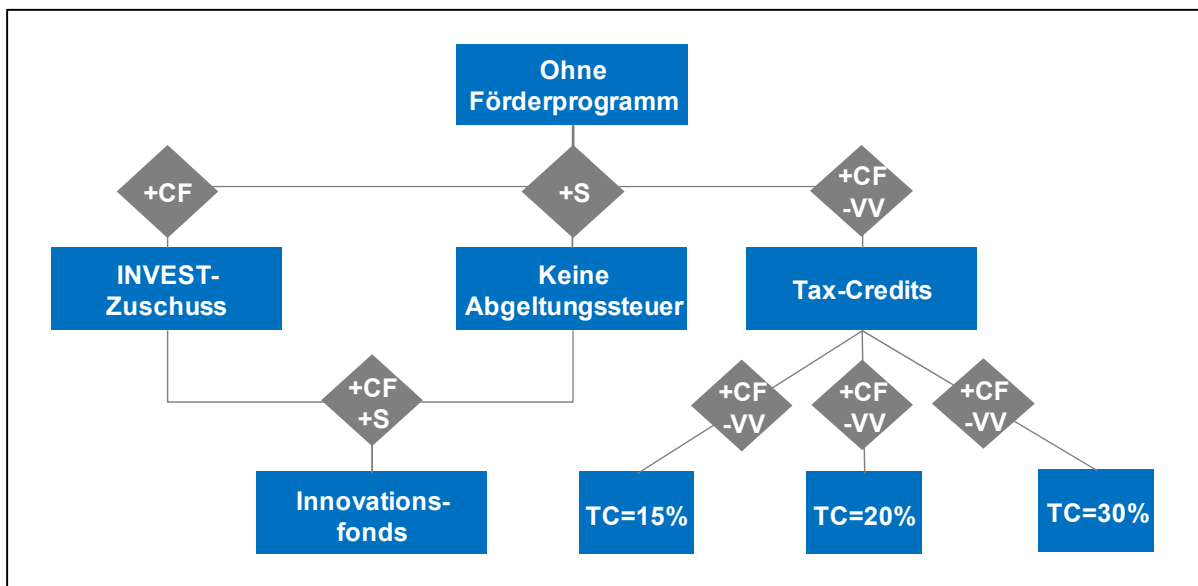 Ohne
Förderprogramm
+CF
+S
+CF
-VV
INVEST-
Zuschuss
Keine
Abgeltungssteuer
Tax-Credits
+CF
+S
+CF
-VV
+CF
-VV
+CF
-VV
Innovations-
fonds
TC=15%
TC=20%
TC=30%